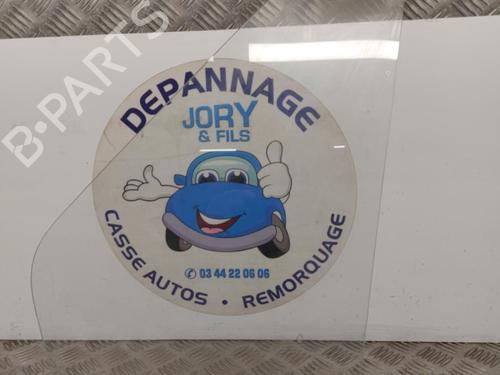 B-PARTS
DEPANNAGE
JORY
& FILS
✆ 03 44 22 06 06
CASSE AUTOS • REMORQUAGE